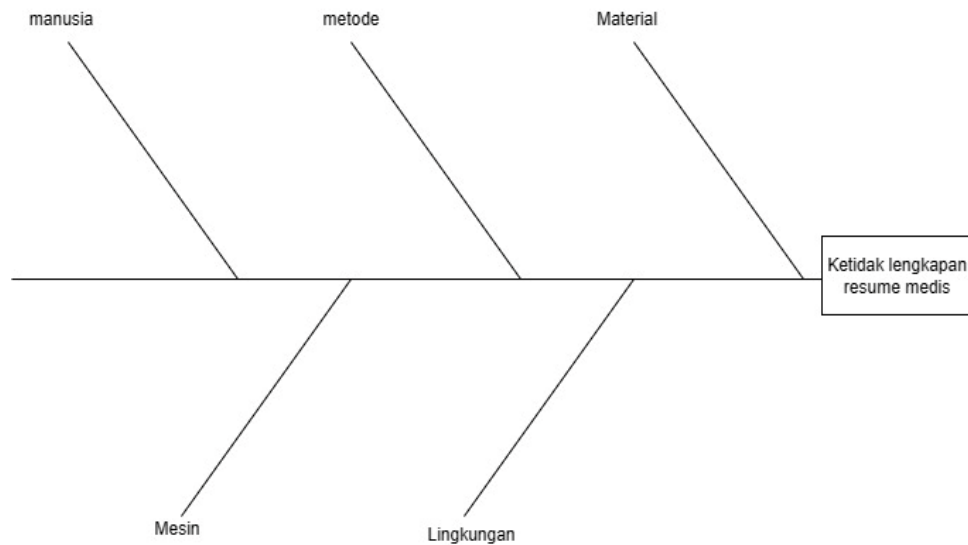 manusia
metode
Material
Ketidak lengkapan
resume medis
Mesin
Lingkungan